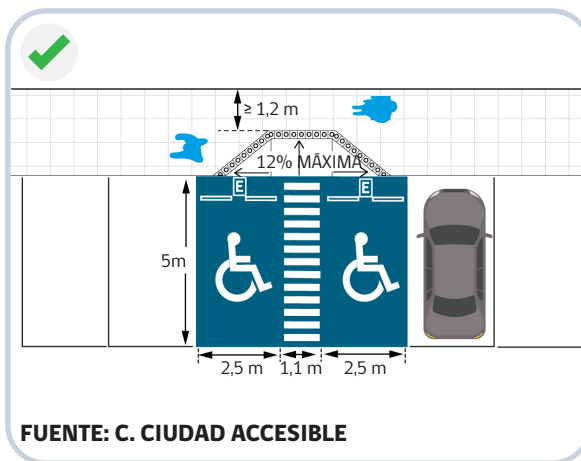 ≥ 1,2 m
12% MÁXIMA
E
E
5m
2,5 m
1,1 m
2,5 m
FUENTE: C. CIUDAD ACCESIBLE